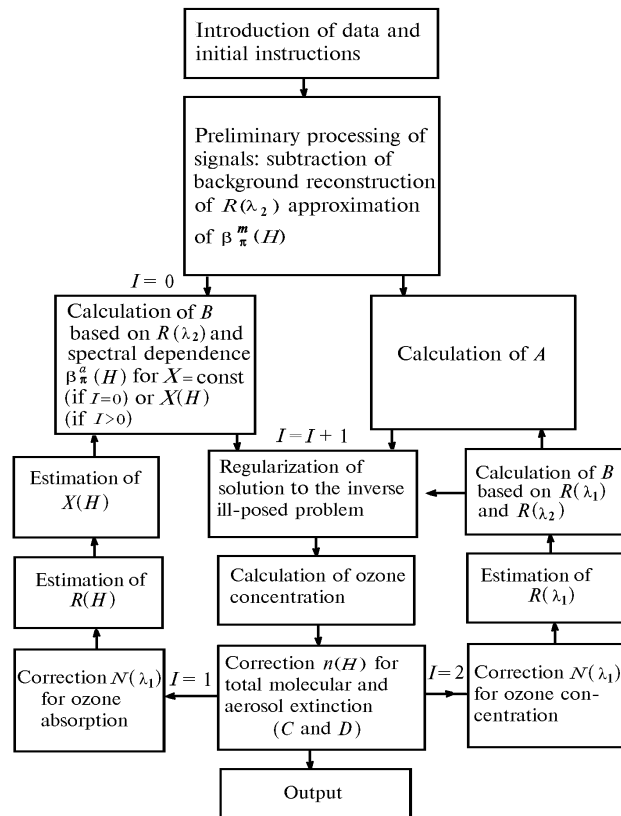 Introduction of data and
initial instructions
Preliminary processing of
signals: subtraction of
background reconstruction
of R(λ₂) approximation
of βᵐπ(H)
I = 0
Calculation of B
based on R(λ₂) and
spectral dependence
βᵃπ(H) for X = const
(if I=0) or X(H)
(if I>0)
Calculation of A
I = I + 1
Estimation of
X(H)
Regularization of
solution to the inverse
ill-posed problem
Calculation of B
based on R(λ₁)
and R(λ₂)
Estimation of
R(H)
Calculation of ozone
concentration
Estimation of
R(λ₁)
Correction N(λ₁)
for ozone
absorption
I = 1
Correction n(H) for
total molecular and
aerosol extinction
(C and D)
I=2
Correction N(λ₁)
for ozone con-
centration
Output